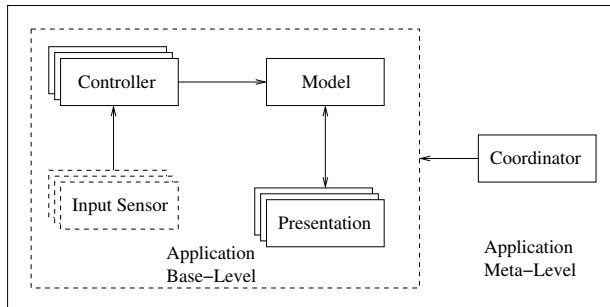 Controller
Model
Coordinator
Input Sensor
Presentation
Application
Base−Level
Application
Meta−Level